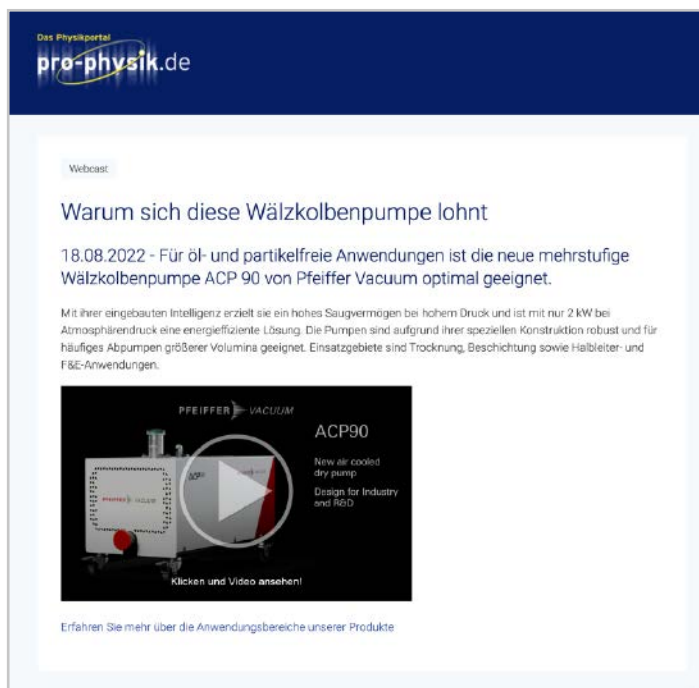 Das Physikportal
pro-physik.de
Webcast
Warum sich diese Wälzkolbenpumpe lohnt
18.08.2022 - Für öl- und partikelfreie Anwendungen ist die neue mehrstufige
Wälzkolbenpumpe ACP 90 von Pfeiffer Vacuum optimal geeignet.
Mit ihrer eingebauten Intelligenz erzielt sie ein hohes Saugvermögen bei hohem Druck und ist mit nur 2 kW bei
Atmosphärendruck eine energieffiziente Lösung. Die Pumpen sind aufgrund ihrer speziellen Konstruktion robust und für
häufiges Abpumpen größerer Volumina geeignet. Einsatzgebiete sind Trocknung, Beschichtung sowie Halbleiter- und
F&E-Anwendungen.
PFEIFFER VACUUM
ACP90
New air cooled
dry pump
Design for Industry
and R&D
PFEIFFER VACUUM
Klicken und Video ansehen!
Erfahren Sie mehr über die Anwendungsbereiche unserer Produkte